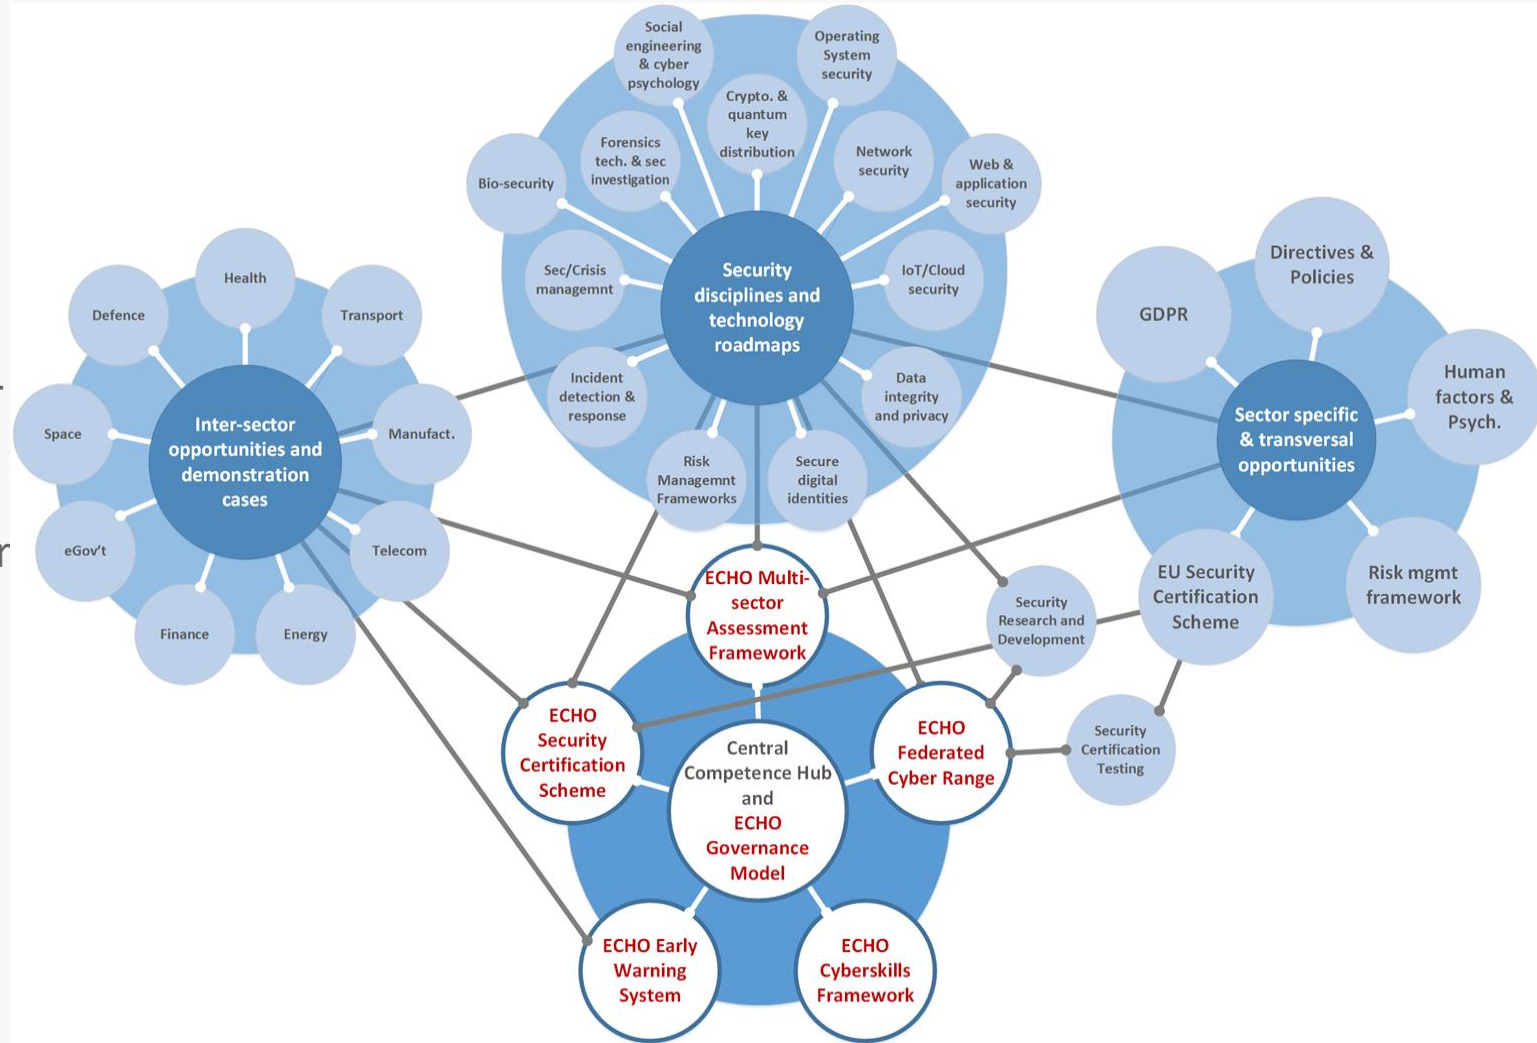 Social
engineering
& cyber
psychology
Operating
System
security
Crypto. &
quantum
key
distribution
Forensics
tech. & sec
investigation
Network
security
Bio-security
Web &
application
security
Sec/Crisis
managemnt
IoT/Cloud
security
Security
disciplines and
technology
roadmaps
Incident
detection &
response
Data
integrity
and privacy
Risk
Managemnt
Frameworks
Secure
digital
identities
Health
Defence
Transport
Space
Manufact.
Inter-sector
opportunities and
demonstration
cases
eGov't
Telecom
Finance
Energy
Directives &
Policies
GDPR
Human
factors &
Psych.
Sector specific
& transversal
opportunities
EU Security
Certification
Scheme
Risk mgmt
framework
Security
Research and
Development
Security
Certification
Testing
ECHO Multi-
sector
Assessment
Framework
ECHO
Security
Certification
Scheme
ECHO
Federated
Cyber Range
Central
Competence Hub
and
ECHO
Governance
Model
ECHO Early
Warning
System
ECHO
Cyberskills
Framework